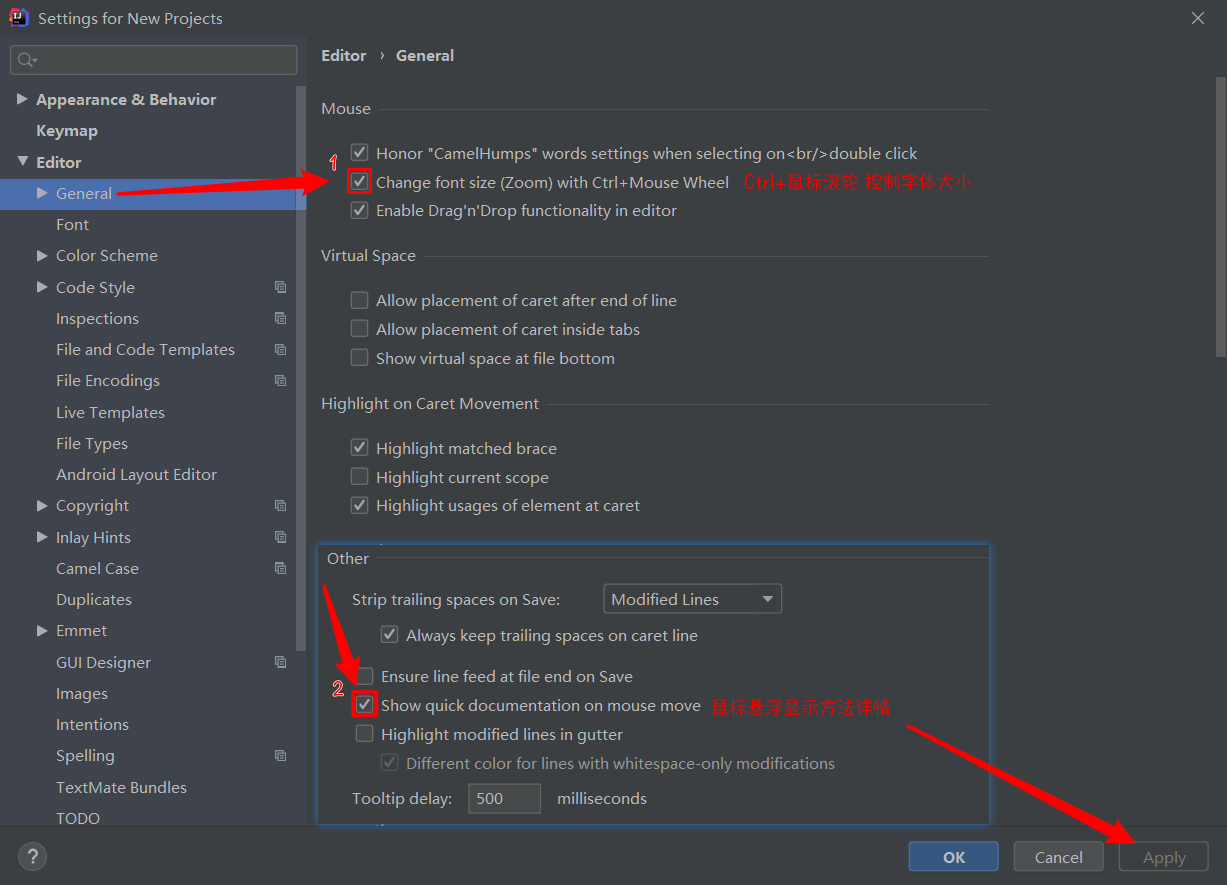 Settings for New Projects
Appearance & Behavior
Keymap
Editor
General
Font
Color Scheme
Code Style
Inspections
File and Code Templates
File Encodings
Live Templates
File Types
Android Layout Editor
Copyright
Inlay Hints
Camel Case
Duplicates
Emmet
GUI Designer
Images
Intentions
Spelling
TextMate Bundles
TODO
Editor › General
Mouse
1
Honor "CamelHumps" words settings when selecting on<br/>double click
Change font size (Zoom) with Ctrl+Mouse Wheel Ctrl+鼠标滚轮 控制字体大小
Enable Drag'n'Drop functionality in editor
Virtual Space
Allow placement of caret after end of line
Allow placement of caret inside tabs
Show virtual space at file bottom
Highlight on Caret Movement
Highlight matched brace
Highlight current scope
Highlight usages of element at caret
Other
Strip trailing spaces on Save: Modified Lines
Always keep trailing spaces on caret line
Ensure line feed at file end on Save
2
Show quick documentation on mouse move 鼠标悬浮显示方法详情
Highlight modified lines in gutter
Different color for lines with whitespace-only modifications
Tooltip delay: 500 milliseconds
? OK Cancel Apply